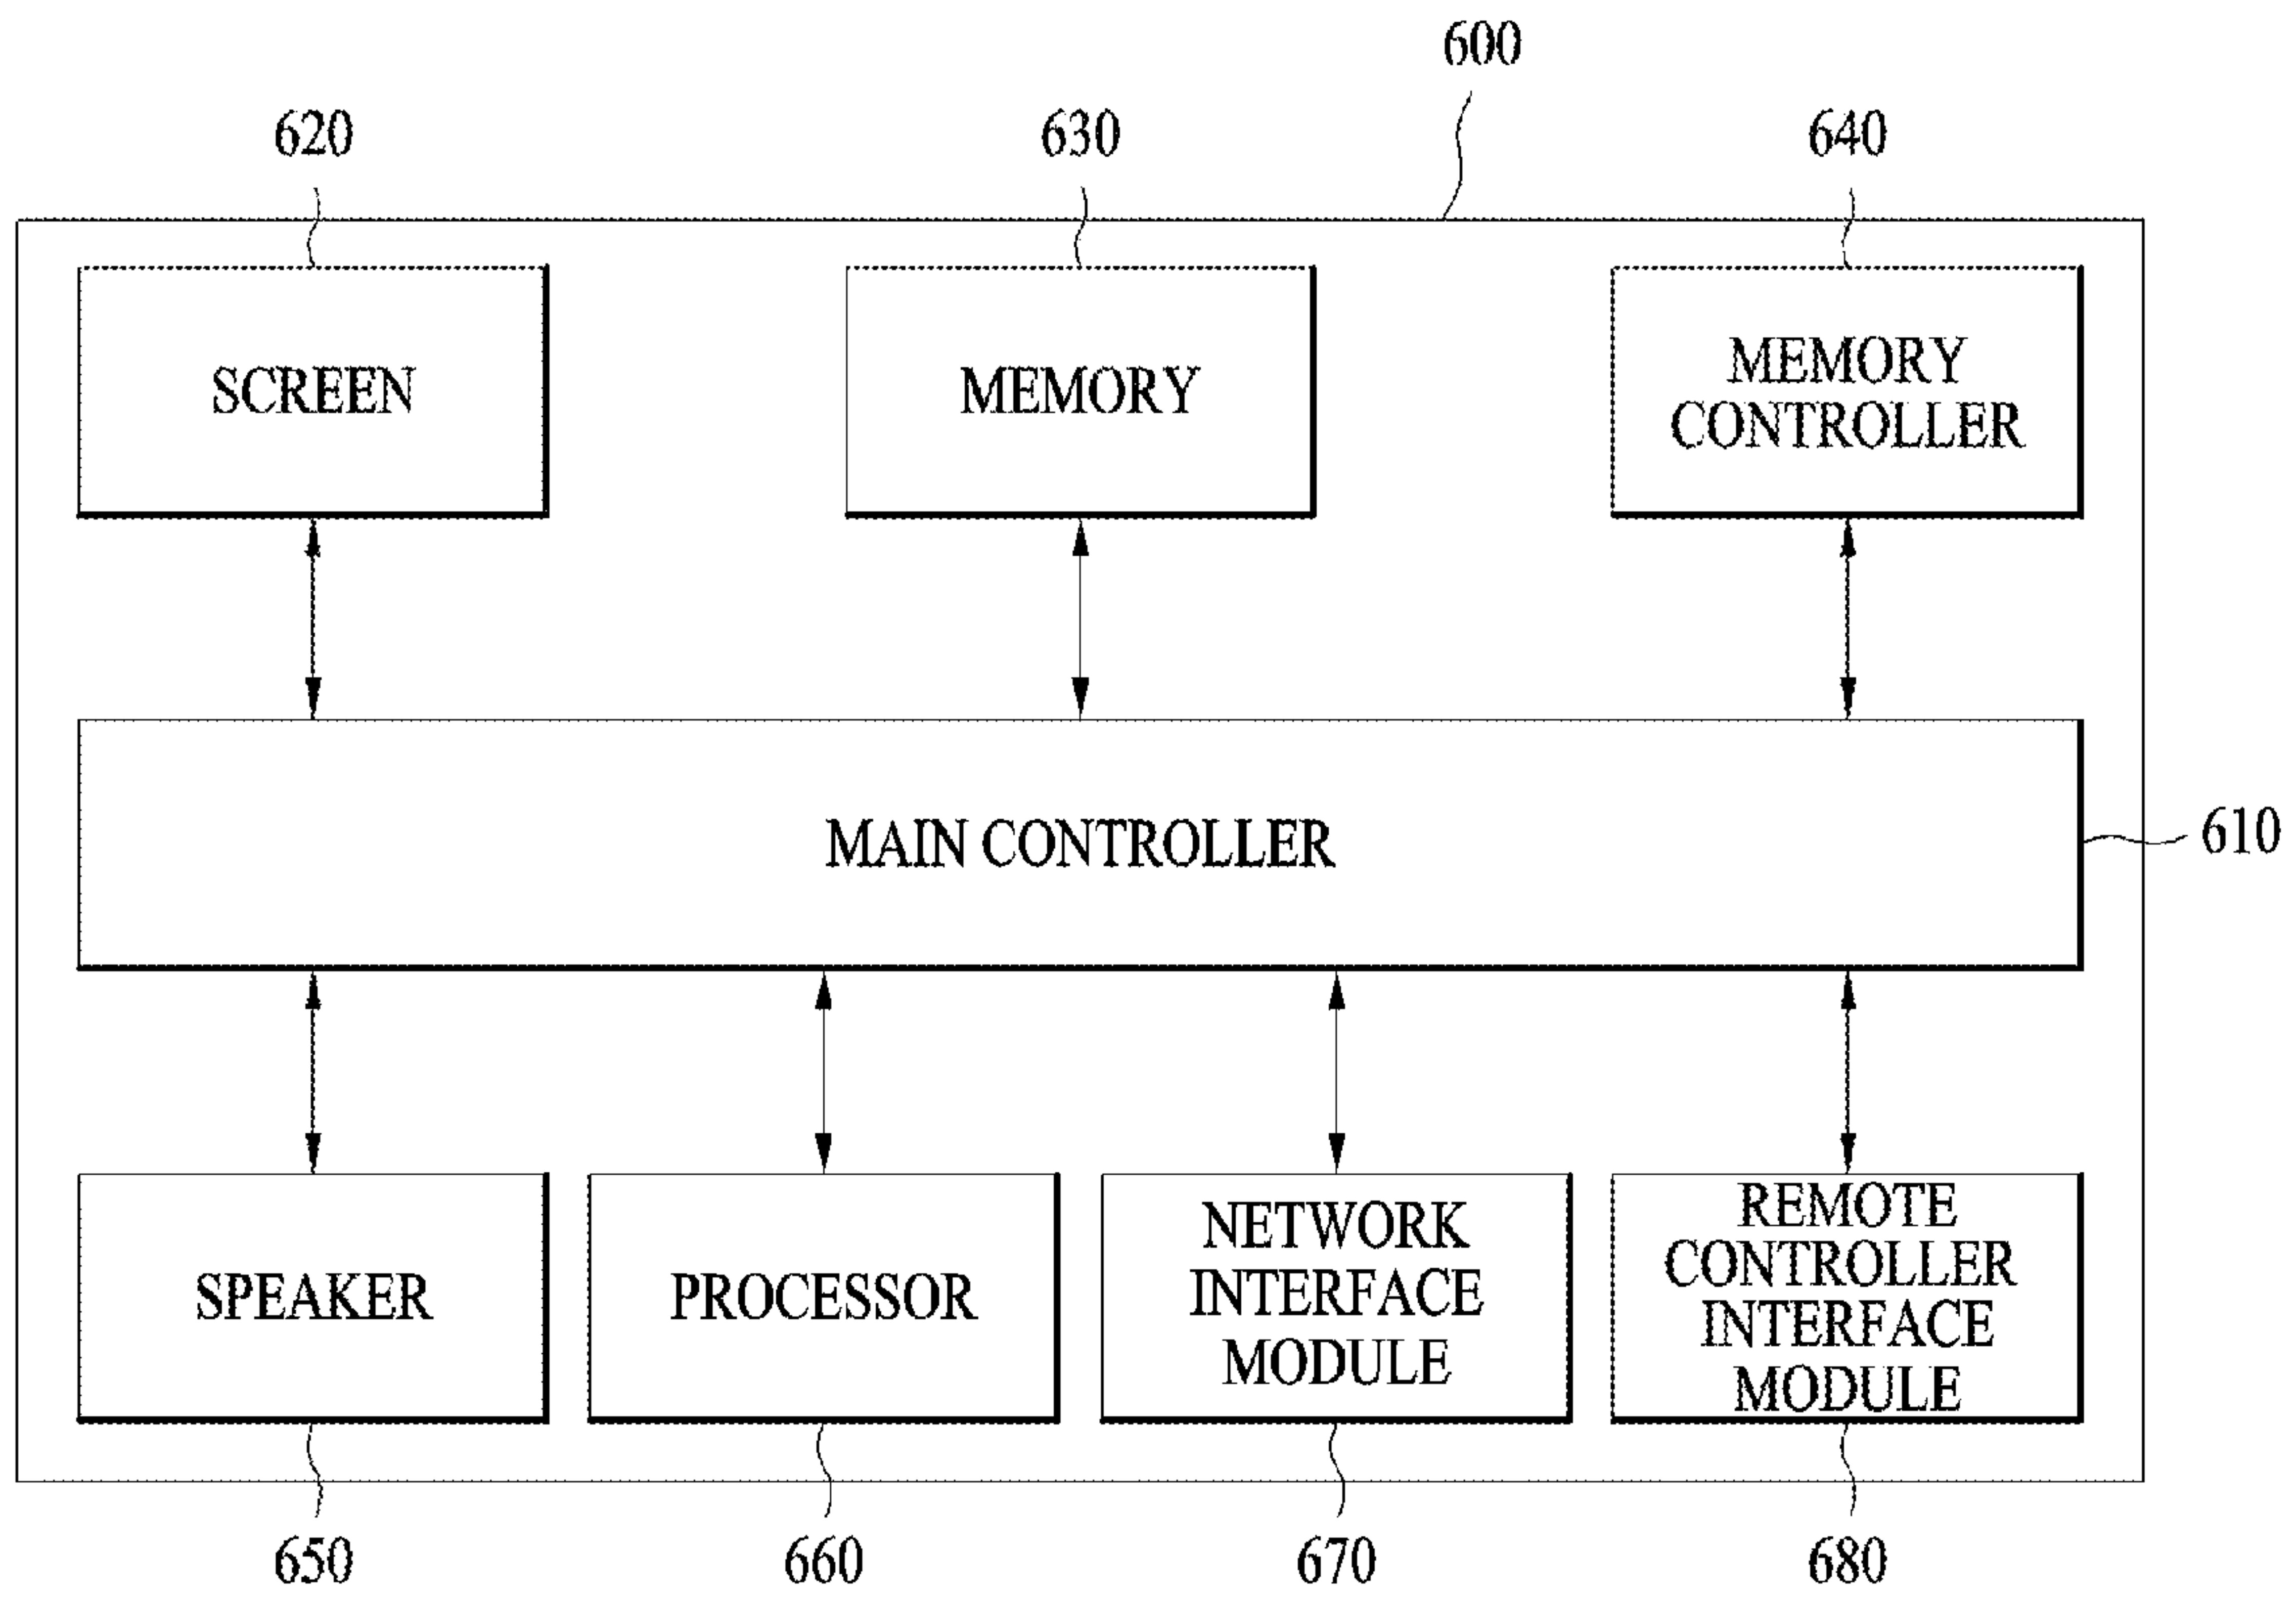 600
620
630
640
SCREEN
MEMORY
MEMORY
CONTROLLER
MAIN CONTROLLER
610
SPEAKER
PROCESSOR
NETWORK
INTERFACE
MODULE
REMOTE
CONTROLLER
INTERFACE
MODULE
650
660
670
680